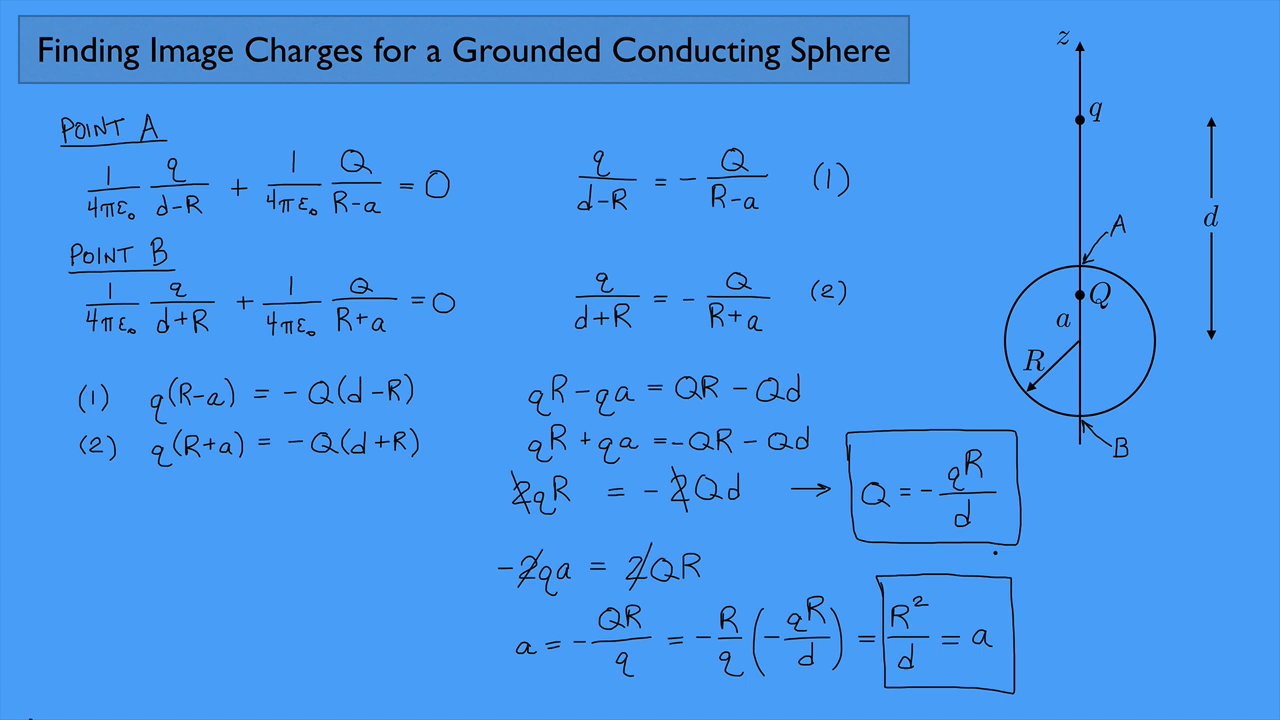 Finding Image Charges for a Grounded Conducting Sphere
POINT A
1/(4πε₀) q/(d-R) + 1/(4πε₀) Q/(R-a) = 0
q/(d-R) = - Q/(R-a) (1)
POINT B
1/(4πε₀) q/(d+R) + 1/(4πε₀) Q/(R+a) = 0
q/(d+R) = - Q/(R+a) (2)
(1) q(R-a) = - Q(d-R)
qR - qa = QR - Qd
(2) q(R+a) = - Q(d+R)
qR + qa = -QR - Qd
2qR = - 2Qd → Q = - qR/d
-2qa = 2QR
a = - QR/q = - R/q (- qR/d) = R²/d = a
z
q
d
A
Q
a
R
B